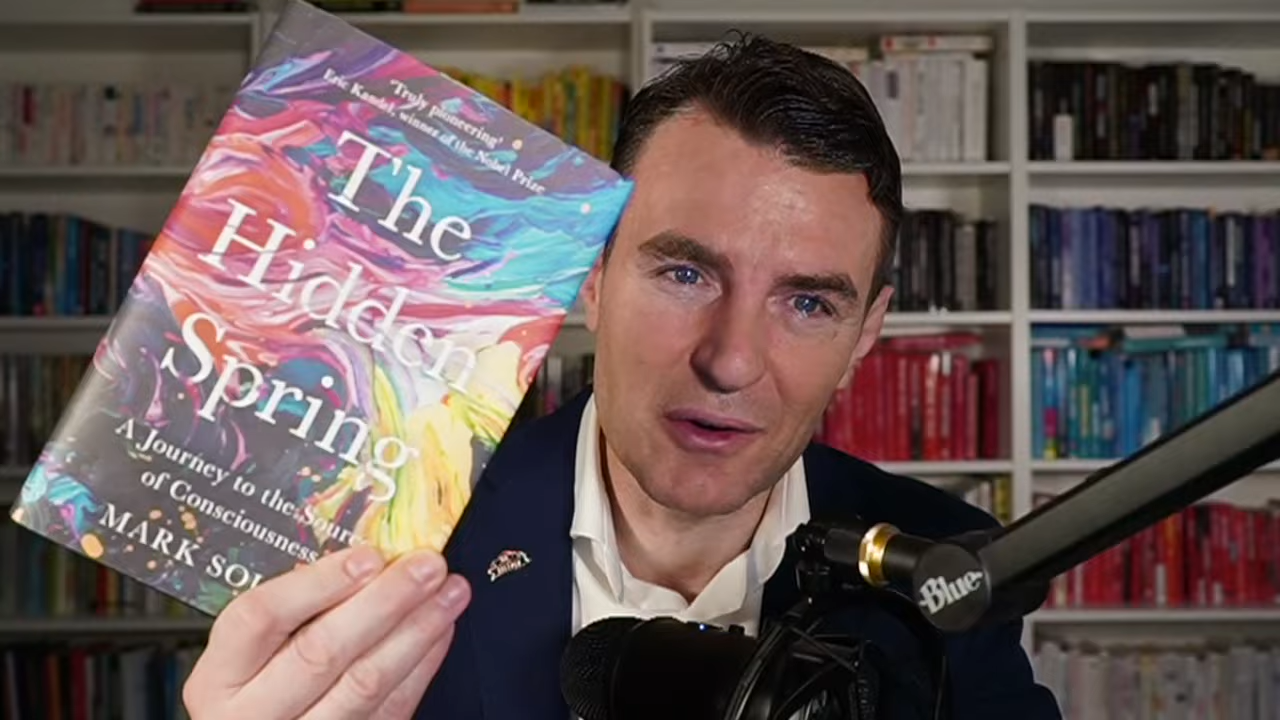 'Truly pioneering'
Eric Kandel, winner of the Nobel Prize
The
Hidden
Spring
A Journey to the Source
of Consciousness
MARK
Blue